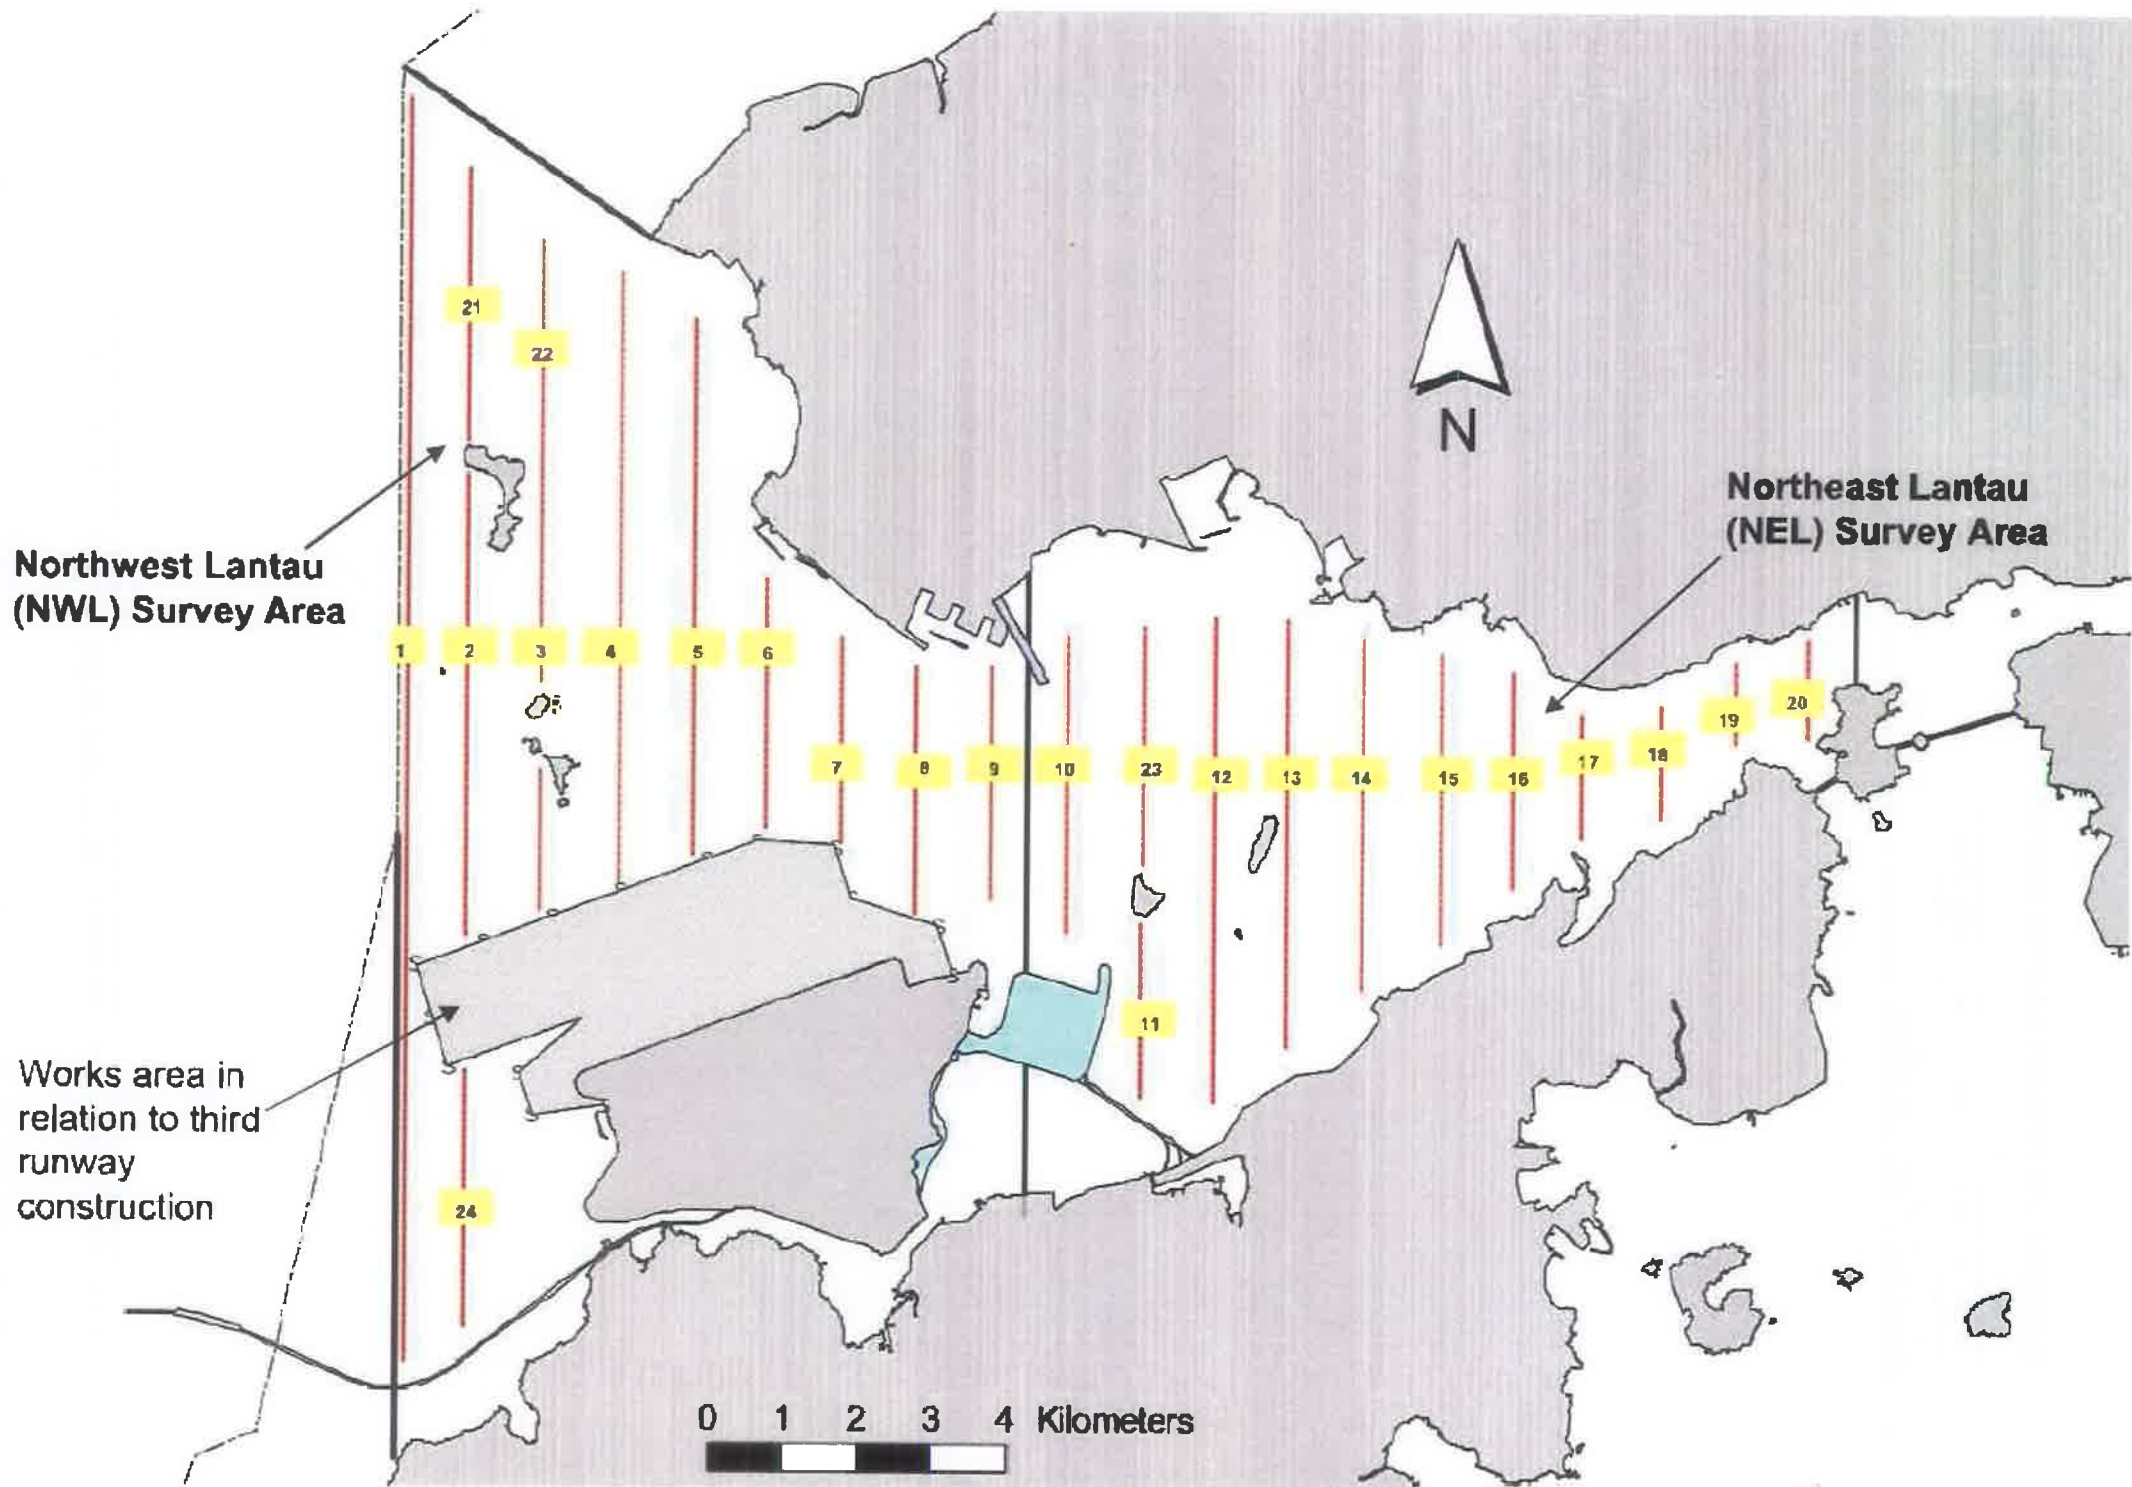 21
22
N
Northeast Lantau
(NEL) Survey Area
Northwest Lantau
(NWL) Survey Area
1 2 3 4 5 6
7 8 9 10 23 12 13 14 15 16 17 18 19 20
11
Works area in
relation to third
runway
construction
24
0 1 2 3 4 Kilometers